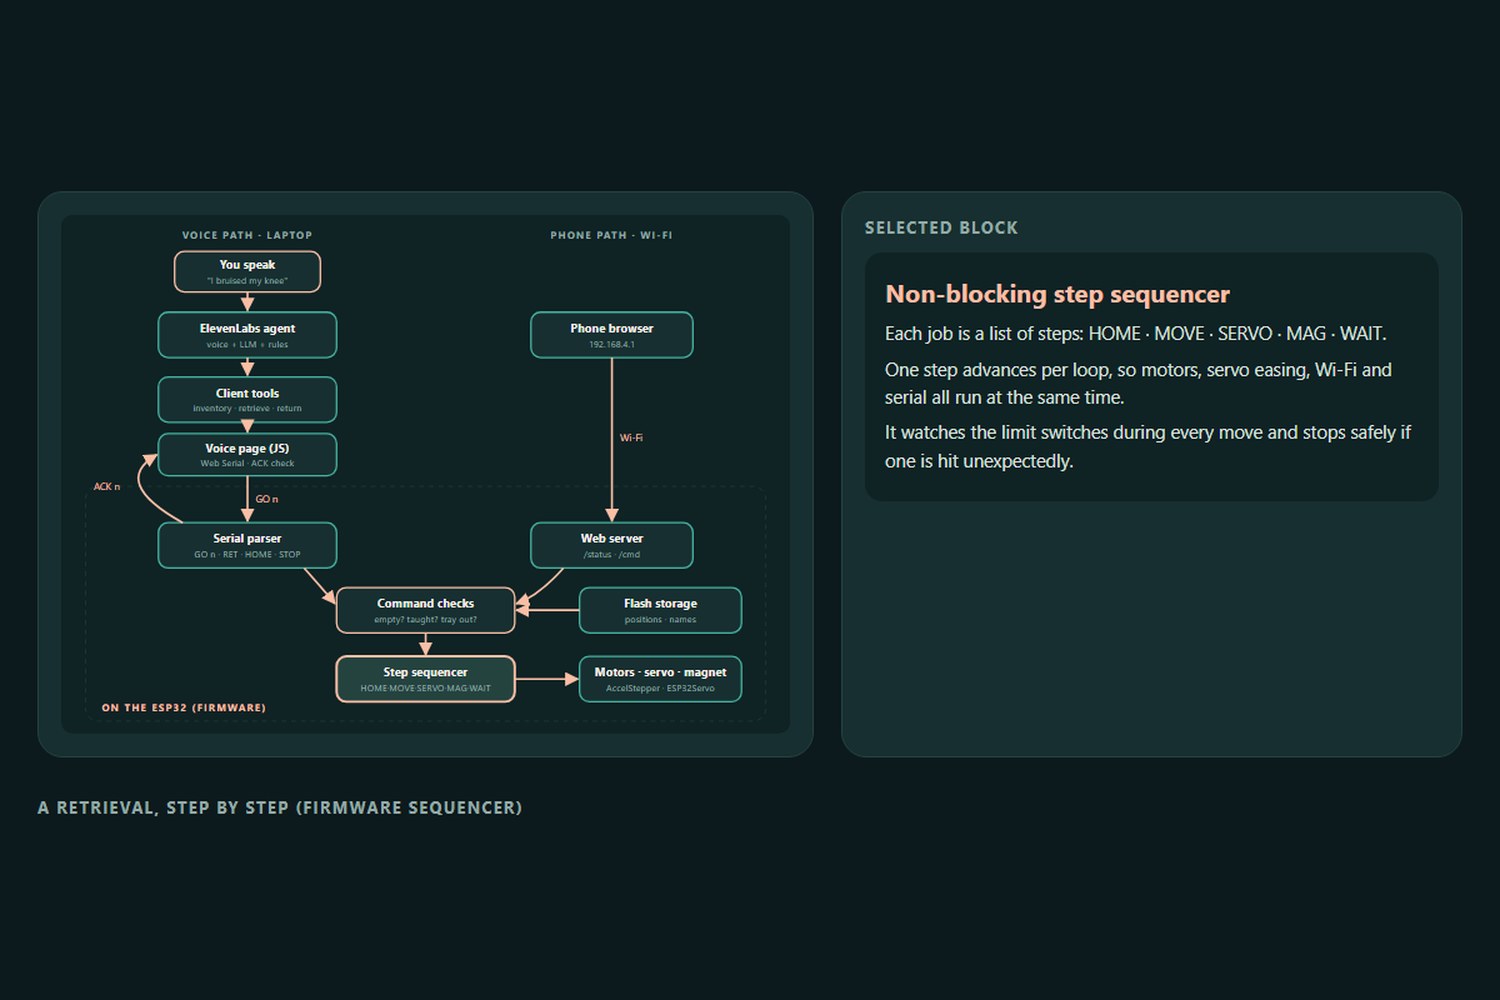 VOICE PATH - LAPTOP
PHONE PATH - WI-FI
You speak
"I bruised my knee"
ElevenLabs agent
voice + LLM + rules
Phone browser
192.168.4.1
Client tools
inventory · retrieve · return
Wi-Fi
Voice page (JS)
Web Serial · ACK check
ACK n
GO n
Serial parser
GO n · RET · HOME · STOP
Web server
/status · /cmd
Command checks
empty? taught? tray out?
Flash storage
positions · names
Step sequencer
HOME·MOVE·SERVO·MAG·WAIT
Motors · servo · magnet
AccelStepper · ESP32Servo
ON THE ESP32 (FIRMWARE)
SELECTED BLOCK
Non-blocking step sequencer
Each job is a list of steps: HOME · MOVE · SERVO · MAG · WAIT.
One step advances per loop, so motors, servo easing, Wi-Fi and
serial all run at the same time.
It watches the limit switches during every move and stops safely if
one is hit unexpectedly.
A RETRIEVAL, STEP BY STEP (FIRMWARE SEQUENCER)